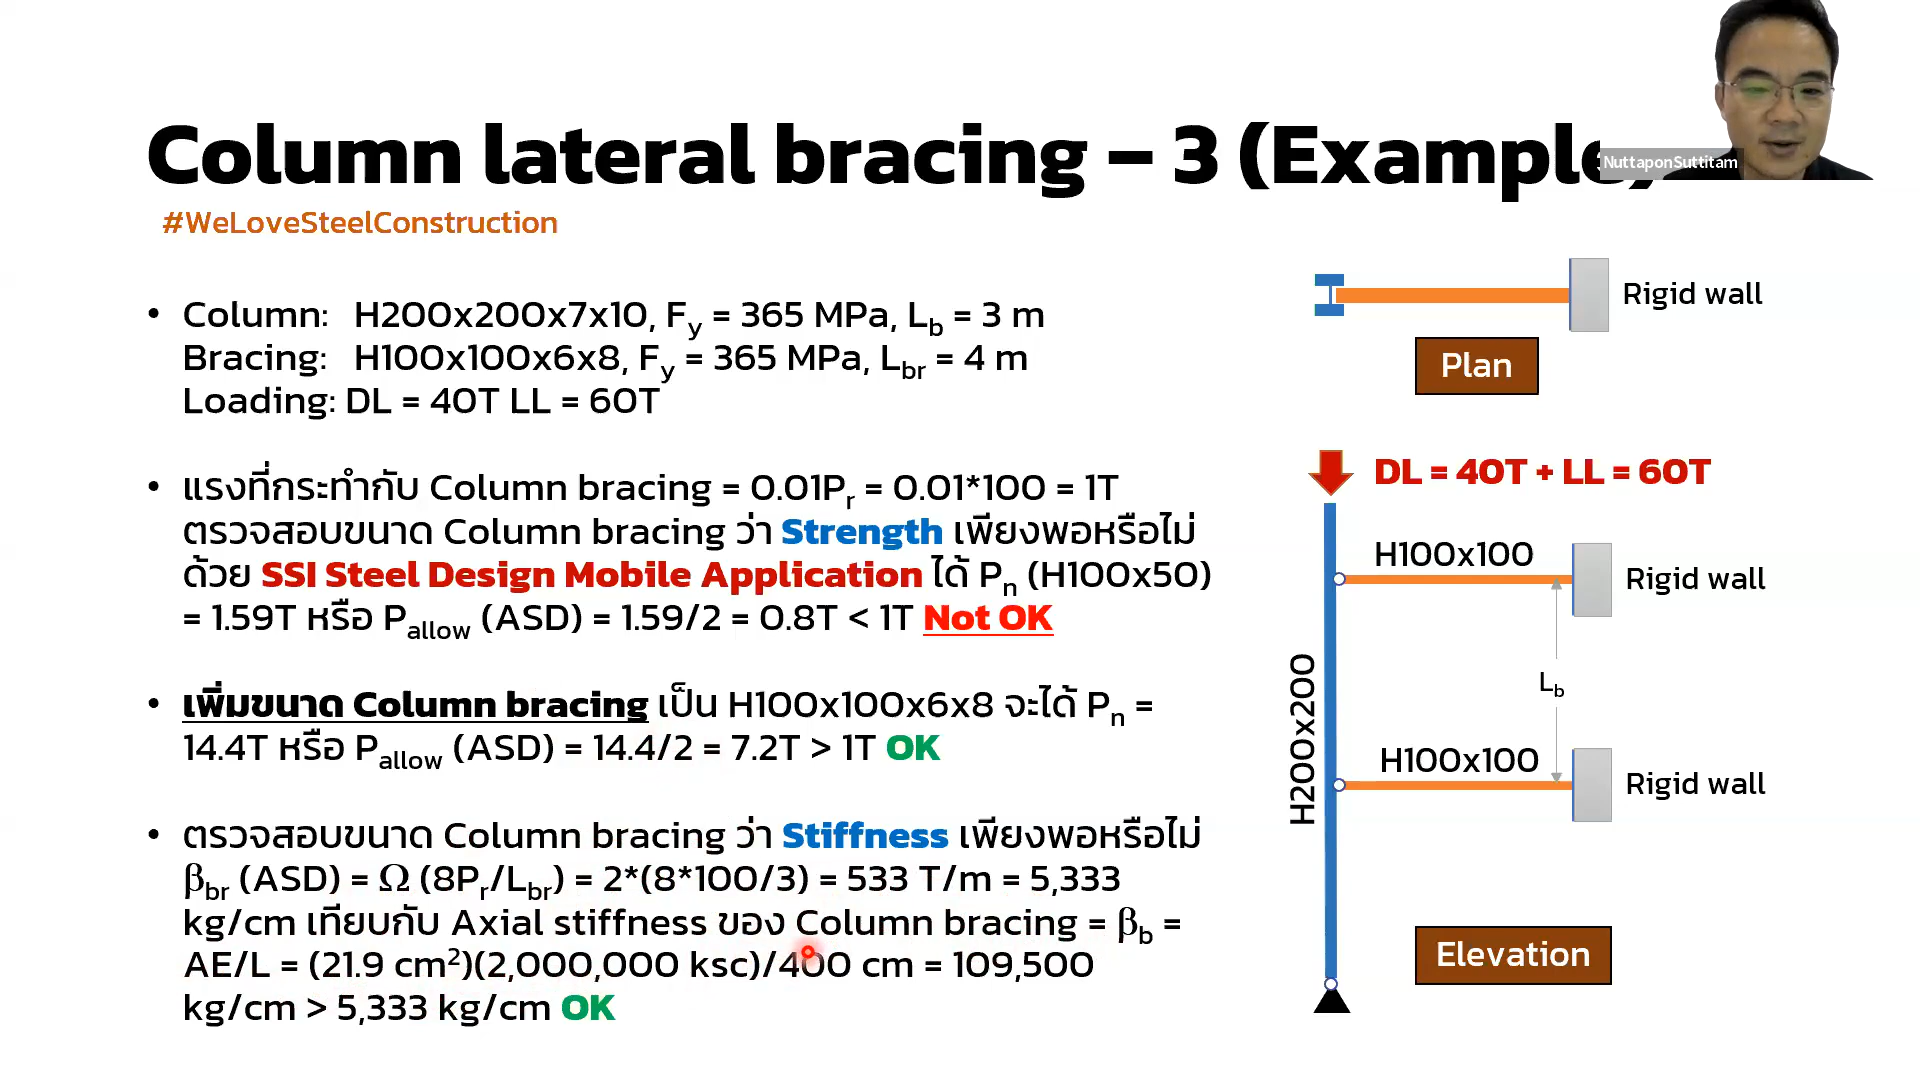 Column lateral bracing – 3 (Example)
NuttaponSuttitam
#WeLoveSteelConstruction
• Column: H200x200x7x10, Fy = 365 MPa, Lb = 3 m
Bracing: H100x100x6x8, Fy = 365 MPa, Lbr = 4 m
Loading: DL = 40T LL = 60T
• แรงที่กระทำกับ Column bracing = 0.01Pr = 0.01*100 = 1T
ตรวจสอบขนาด Column bracing ว่า Strength เพียงพอหรือไม่
ด้วย SSI Steel Design Mobile Application ได้ Pn (H100x50)
= 1.59T หรือ Pallow (ASD) = 1.59/2 = 0.8T < 1T Not OK
• เพิ่มขนาด Column bracing เป็น H100x100x6x8 จะได้ Pn =
14.4T หรือ Pallow (ASD) = 14.4/2 = 7.2T > 1T OK
• ตรวจสอบขนาด Column bracing ว่า Stiffness เพียงพอหรือไม่
βbr (ASD) = Ω (8Pr/Lbr) = 2*(8*100/3) = 533 T/m = 5,333
kg/cm เทียบกับ Axial stiffness ของ Column bracing = βb =
AE/L = (21.9 cm²)(2,000,000 ksc)/400 cm = 109,500
kg/cm > 5,333 kg/cm OK
Rigid wall
Plan
DL = 40T + LL = 60T
H100x100
Rigid wall
Lb
H200x200
H100x100
Rigid wall
Elevation